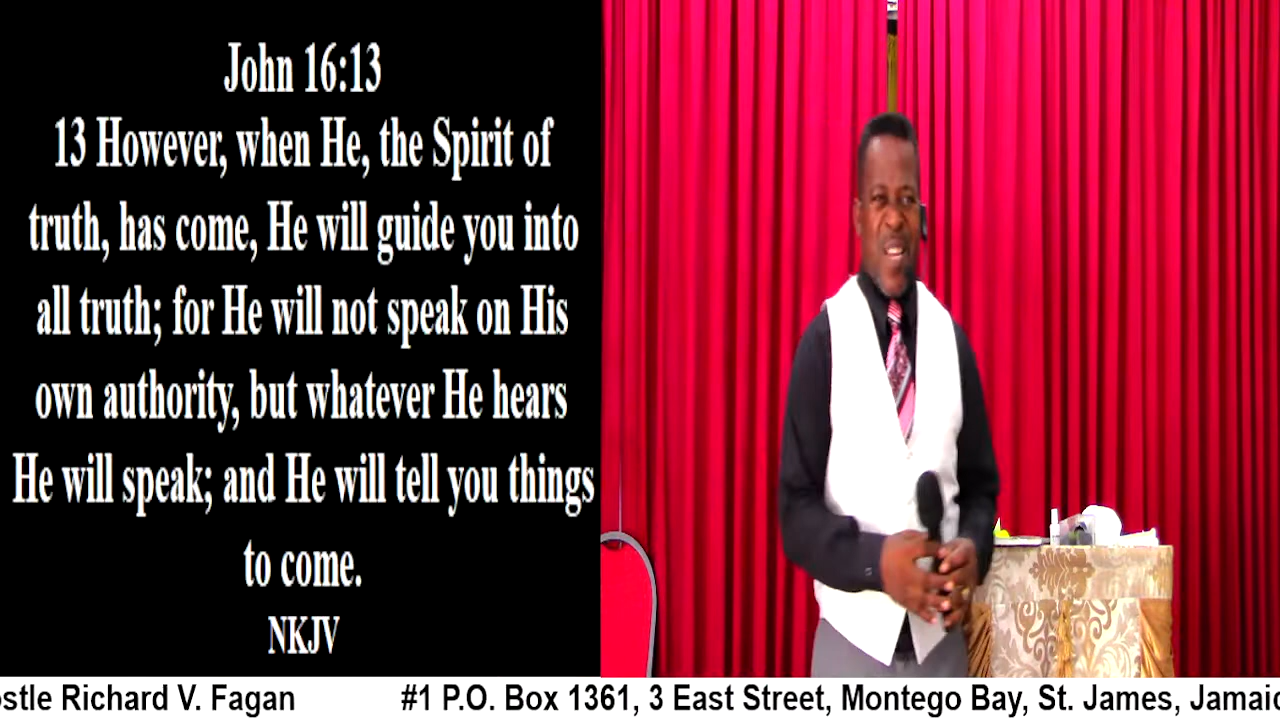 John 16:13
13 However, when He, the Spirit of
truth, has come, He will guide you into
all truth; for He will not speak on His
own authority, but whatever He hears
He will speak; and He will tell you things
to come.
NKJV
ostle Richard V. Fagan #1 P.O. Box 1361, 3 East Street, Montego Bay, St. James, Jamaic